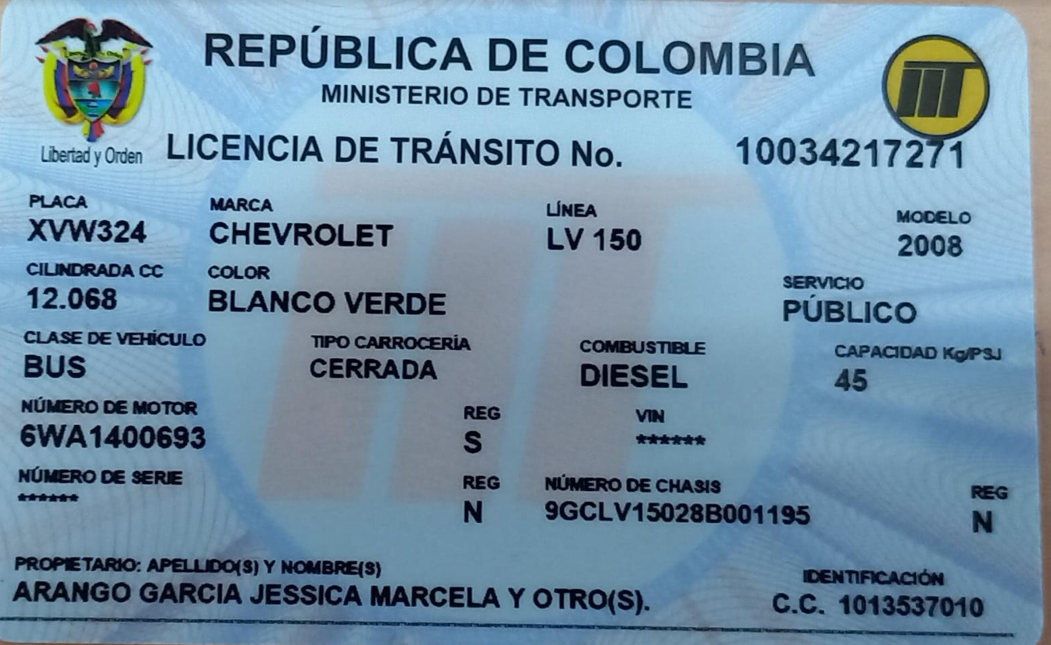 REPÚBLICA DE COLOMBIA
MINISTERIO DE TRANSPORTE
Libertad y Orden
LICENCIA DE TRÁNSITO No. 10034217271
PLACA MARCA LÍNEA MODELO
XVW324 CHEVROLET LV 150 2008
CILINDRADA CC COLOR SERVICIO
12.068 BLANCO VERDE PÚBLICO
CLASE DE VEHÍCULO TIPO CARROCERÍA COMBUSTIBLE CAPACIDAD Kg/PSJ
BUS CERRADA DIESEL 45
NÚMERO DE MOTOR REG VIN
6WA1400693 S ******
NÚMERO DE SERIE REG NÚMERO DE CHASIS REG
****** N 9GCLV15028B001195 N
PROPIETARIO: APELLIDO(S) Y NOMBRE(S) IDENTIFICACIÓN
ARANGO GARCIA JESSICA MARCELA Y OTRO(S). C.C. 1013537010